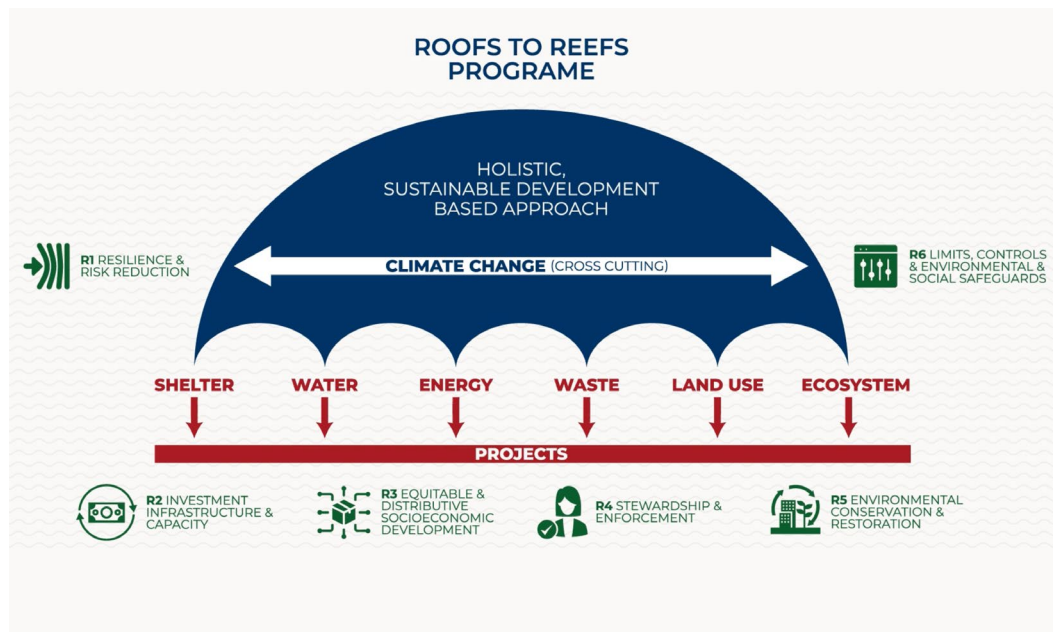 ROOFS TO REEFS
PROGRAME
HOLISTIC,
SUSTAINABLE DEVELOPMENT
BASED APPROACH
CLIMATE CHANGE (CROSS CUTTING)
R1 RESILIENCE &
RISK REDUCTION
R6 LIMITS, CONTROLS
& ENVIRONMENTAL &
SOCIAL SAFEGUARDS
SHELTER WATER ENERGY WASTE LAND USE ECOSYSTEM
PROJECTS
R2 INVESTMENT
INFRASTRUCTURE &
CAPACITY
R3 EQUITABLE &
DISTRIBUTIVE
SOCIOECONOMIC
DEVELOPMENT
R4 STEWARDSHIP &
ENFORCEMENT
R5 ENVIRONMENTAL
CONSERVATION &
RESTORATION